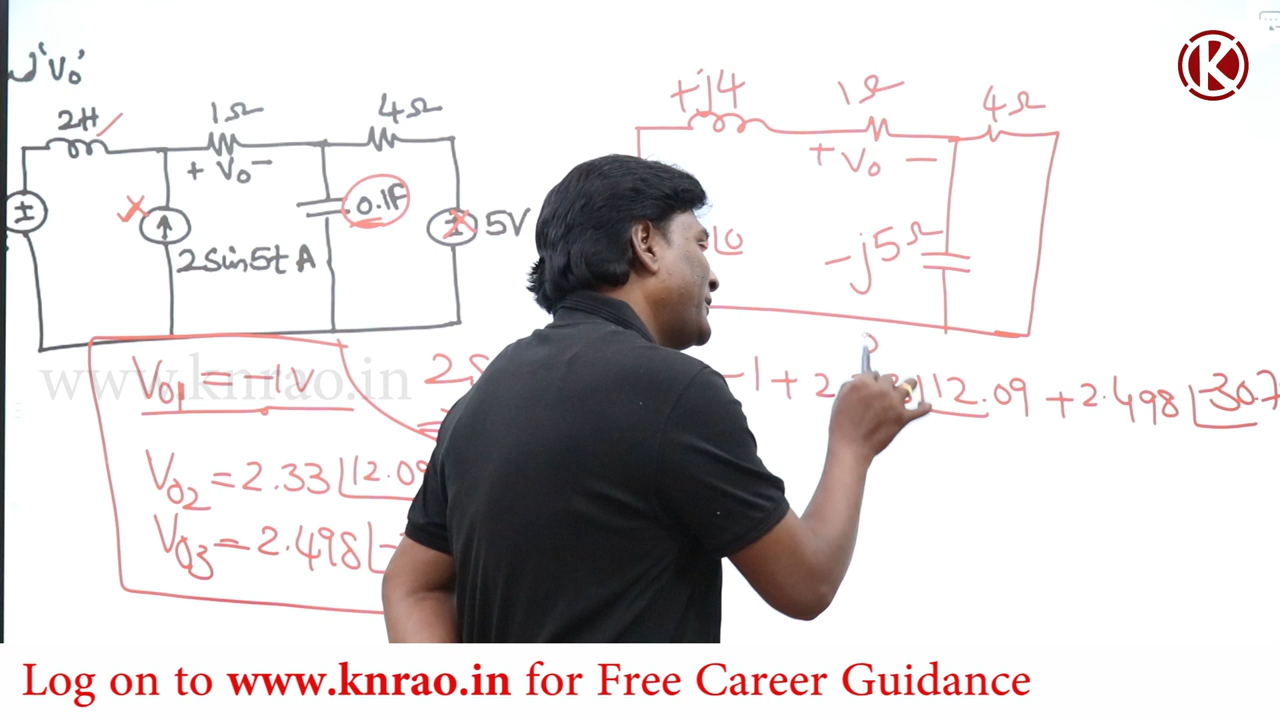 'V₀'
2H
1Ω
4Ω
+ V₀ −
0.1F
5V
2Sin5t A
+j4
1Ω
4Ω
+ V₀ −
-j5Ω
www.knrao.in
V₀₁ = -1V
-1 + 2 12.09 + 2.498 ∠-30.7
V₀₂ = 2.33 ∠12.09
V₀₃ = 2.498 ∠-
K
Log on to www.knrao.in for Free Career Guidance